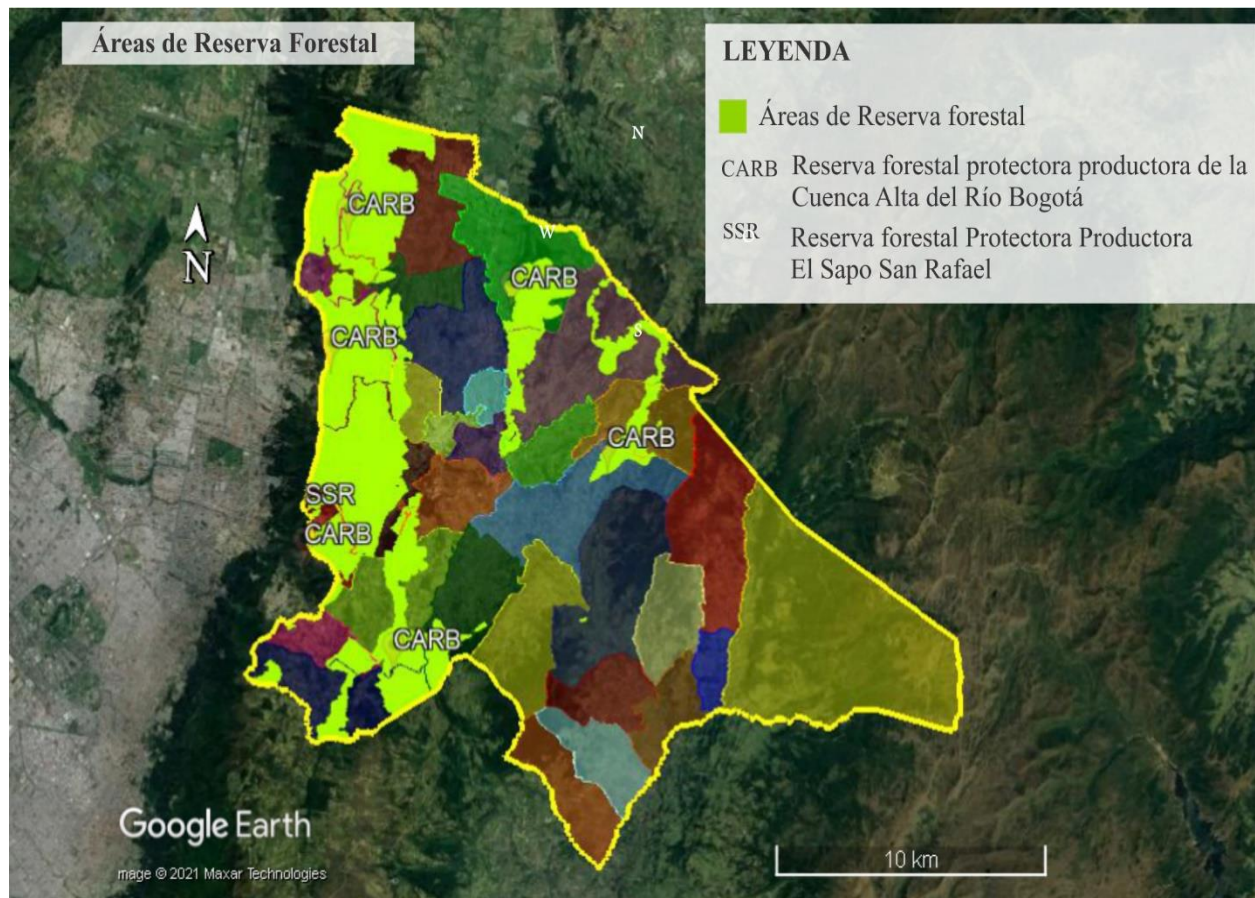 Áreas de Reserva Forestal
LEYENDA
Áreas de Reserva forestal
CARB Reserva forestal protectora productora de la
Cuenca Alta del Río Bogotá
SSR Reserva forestal Protectora Productora
El Sapo San Rafael
N
N
W
S
CARB
CARB
CARB
CARB
SSR
CARB
CARB
Google Earth
mage © 2021 Maxar Technologies
10 km